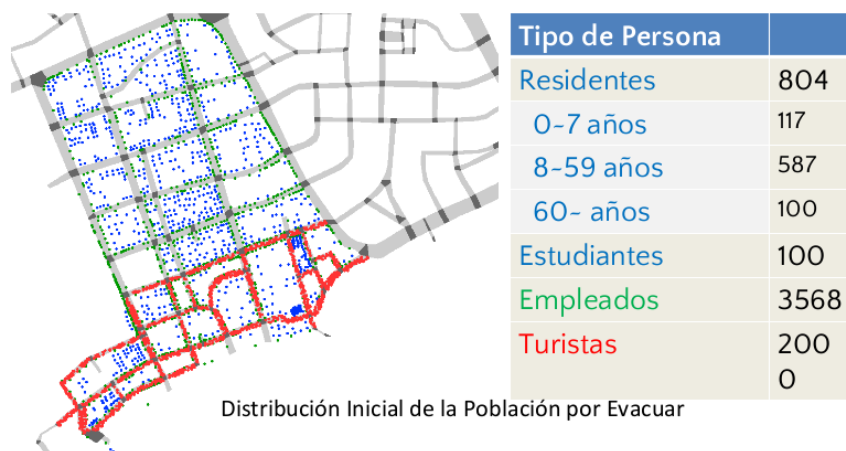 Tipo de Persona
Residentes 804
0-7 años 117
8-59 años 587
60- años 100
Estudiantes 100
Empleados 3568
Turistas 200
0
Distribución Inicial de la Población por Evacuar